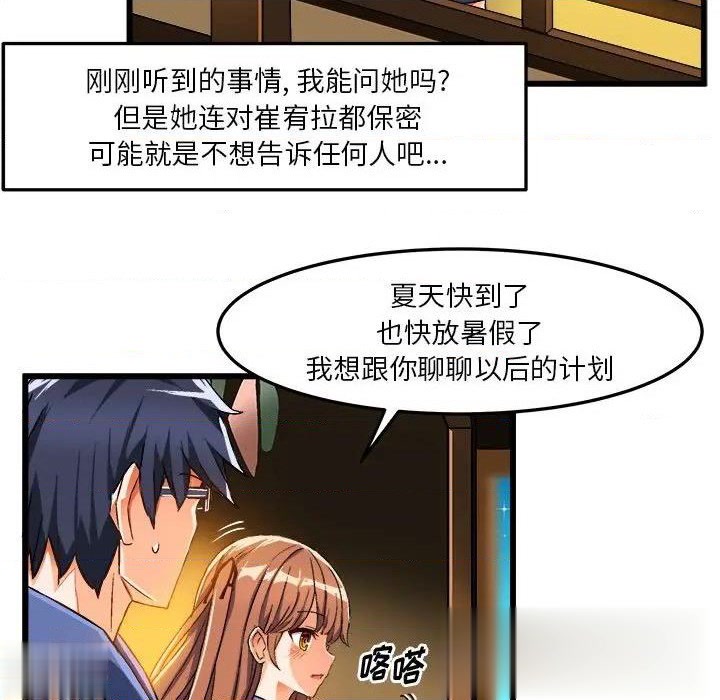 刚刚听到的事情, 我能问她吗?
但是她连对崔宥拉都保密
可能就是不想告诉任何人吧...
夏天快到了
也快放暑假了
我想跟你聊聊以后的计划
喀嗒